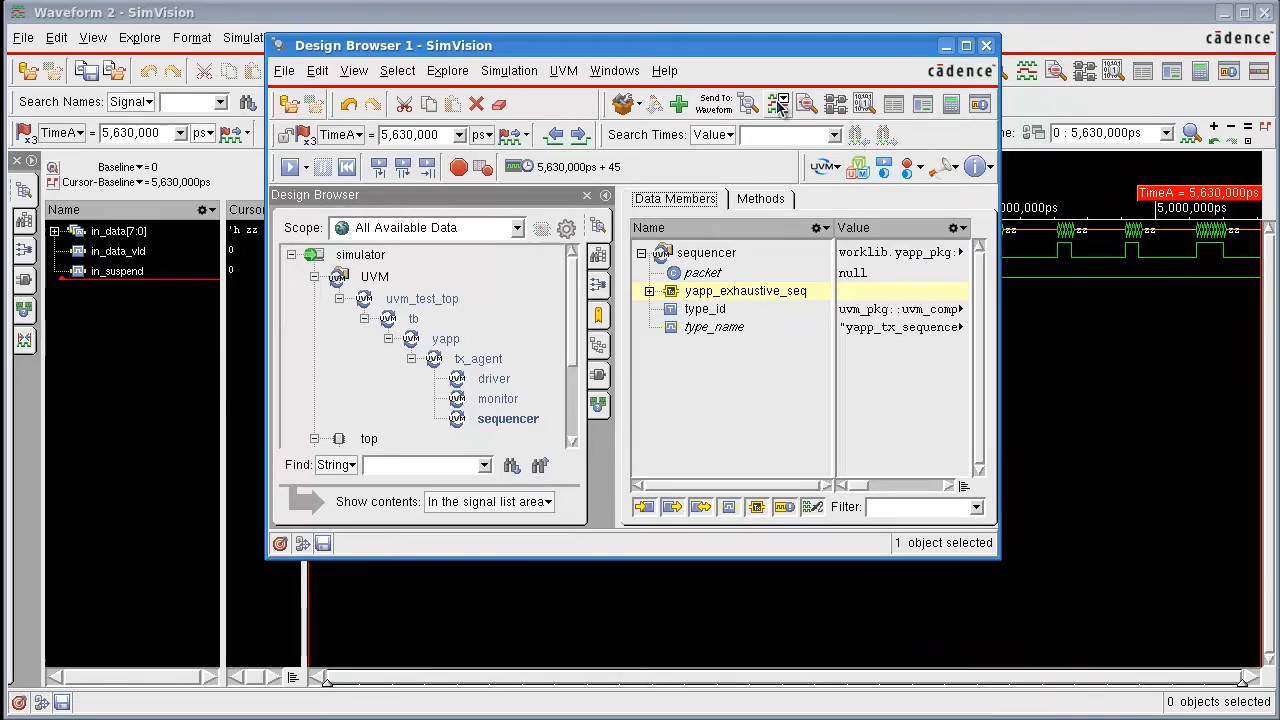 Waveform 2 - SimVision
File Edit View Explore Format Simulat
cādence
Search Names: Signal
TimeA = 5,630,000 ps
me: 0 : 5,630,000ps
Baseline = 0
Cursor-Baseline = 5,630,000ps
TimeA = 5,630,000ps
000,000ps 5,000,000ps
Name Cursor
in_data[7:0] 'h zz
in_data_vld 0
in_suspend 0
zz zz zz
Design Browser 1 - SimVision
File Edit View Select Explore Simulation UVM Windows Help
cādence
Send To:
Waveform:
TimeA = 5,630,000 ps
Search Times: Value
5,630,000ps + 45
UVM
Design Browser
Scope: All Available Data
simulator
UVM
uvm_test_top
tb
yapp
tx_agent
driver
monitor
sequencer
top
Find: String
Show contents: In the signal list area
Data Members Methods
Name Value
sequencer worklib.yapp_pkg:
packet null
yapp_exhaustive_seq
type_id uvm_pkg::uvm_comp
type_name "yapp_tx_sequence
Filter:
1 object selected
0 objects selected